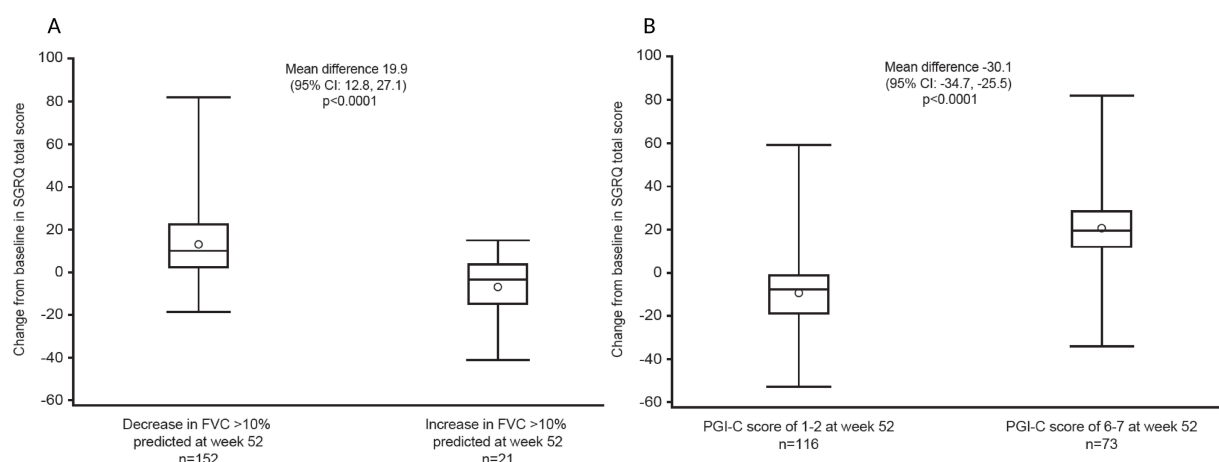 A
Mean difference 19.9
(95% CI: 12.8, 27.1)
p<0.0001
Change from baseline in SGRQ total score
100
80
60
40
20
0
-20
-40
-60
Decrease in FVC >10%
predicted at week 52
n=152
Increase in FVC >10%
predicted at week 52
n=21
B
Mean difference -30.1
(95% CI: -34.7, -25.5)
p<0.0001
Change from baseline in SGRQ total score
100
80
60
40
20
0
-20
-40
-60
PGI-C score of 1-2 at week 52
n=116
PGI-C score of 6-7 at week 52
n=73